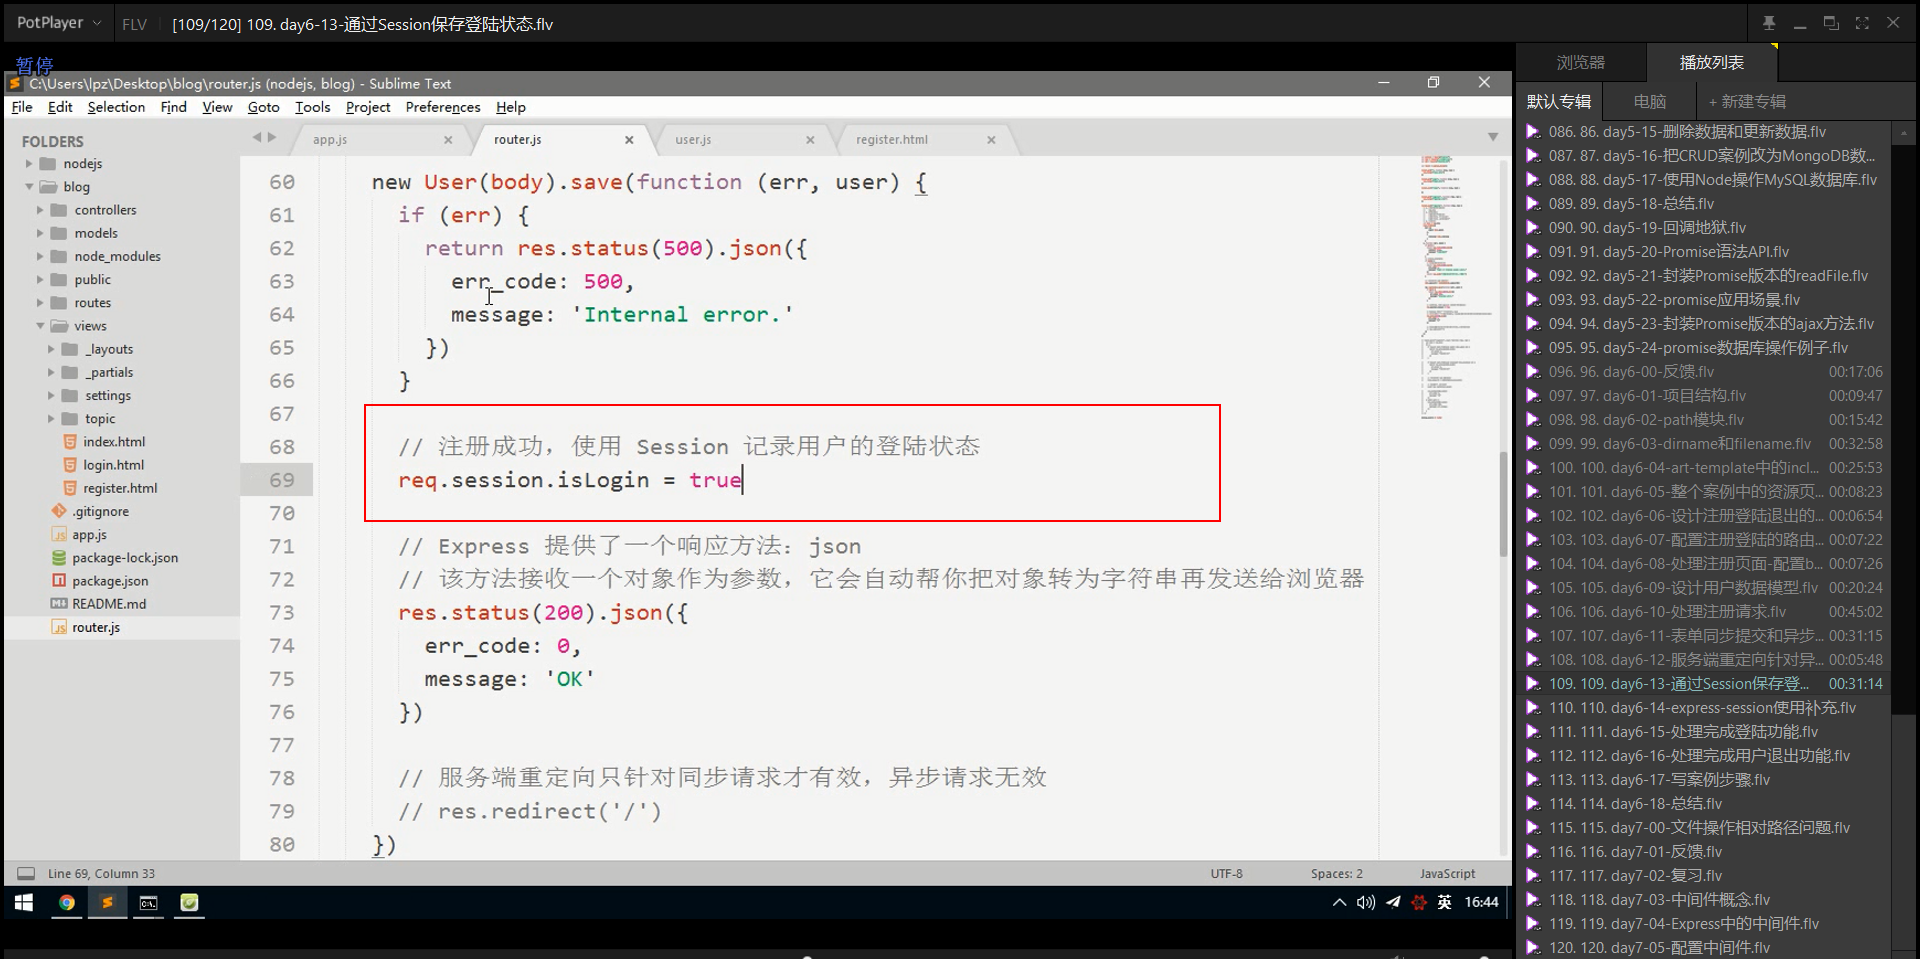 PotPlayer
FLV
[109/120] 109. day6-13-通过Session保存登陆状态.flv
暂停
C:\Users\lpz\Desktop\blog\router.js (nodejs, blog) - Sublime Text
File Edit Selection Find View Goto Tools Project Preferences Help
FOLDERS
nodejs
blog
controllers
models
node_modules
public
routes
views
_layouts
_partials
settings
topic
index.html
login.html
register.html
.gitignore
app.js
package-lock.json
package.json
README.md
router.js
app.js
router.js
user.js
register.html
60 new User(body).save(function (err, user) {
61 if (err) {
62 return res.status(500).json({
63 err_code: 500,
64 message: 'Internal error.'
65 })
66 }
67
68 // 注册成功，使用 Session 记录用户的登陆状态
69 req.session.isLogin = true
70
71 // Express 提供了一个响应方法：json
72 // 该方法接收一个对象作为参数，它会自动帮你把对象转为字符串再发送给浏览器
73 res.status(200).json({
74 err_code: 0,
75 message: 'OK'
76 })
77
78 // 服务端重定向只针对同步请求才有效，异步请求无效
79 // res.redirect('/')
80 })
Line 69, Column 33
UTF-8
Spaces: 2
JavaScript
英
16:44
浏览器
播放列表
默认专辑
电脑
+ 新建专辑
086. 86. day5-15-删除数据和更新数据.flv
087. 87. day5-16-把CRUD案例改为MongoDB数...
088. 88. day5-17-使用Node操作MySQL数据库.flv
089. 89. day5-18-总结.flv
090. 90. day5-19-回调地狱.flv
091. 91. day5-20-Promise语法API.flv
092. 92. day5-21-封装Promise版本的readFile.flv
093. 93. day5-22-promise应用场景.flv
094. 94. day5-23-封装Promise版本的ajax方法.flv
095. 95. day5-24-promise数据库操作例子.flv
096. 96. day6-00-反馈.flv 00:17:06
097. 97. day6-01-项目结构.flv 00:09:47
098. 98. day6-02-path模块.flv 00:15:42
099. 99. day6-03-dirname和filename.flv 00:32:58
100. 100. day6-04-art-template中的incl... 00:25:53
101. 101. day6-05-整个案例中的资源页... 00:08:23
102. 102. day6-06-设计注册登陆退出的... 00:06:54
103. 103. day6-07-配置注册登陆的路由... 00:07:22
104. 104. day6-08-处理注册页面-配置b... 00:07:26
105. 105. day6-09-设计用户数据模型.flv 00:20:24
106. 106. day6-10-处理注册请求.flv 00:45:02
107. 107. day6-11-表单同步提交和异步... 00:31:15
108. 108. day6-12-服务端重定向针对异... 00:05:48
109. 109. day6-13-通过Session保存登... 00:31:14
110. 110. day6-14-express-session使用补充.flv
111. 111. day6-15-处理完成登陆功能.flv
112. 112. day6-16-处理完成用户退出功能.flv
113. 113. day6-17-写案例步骤.flv
114. 114. day6-18-总结.flv
115. 115. day7-00-文件操作相对路径问题.flv
116. 116. day7-01-反馈.flv
117. 117. day7-02-复习.flv
118. 118. day7-03-中间件概念.flv
119. 119. day7-04-Express中的中间件.flv
120. 120. day7-05-配置中间件.flv